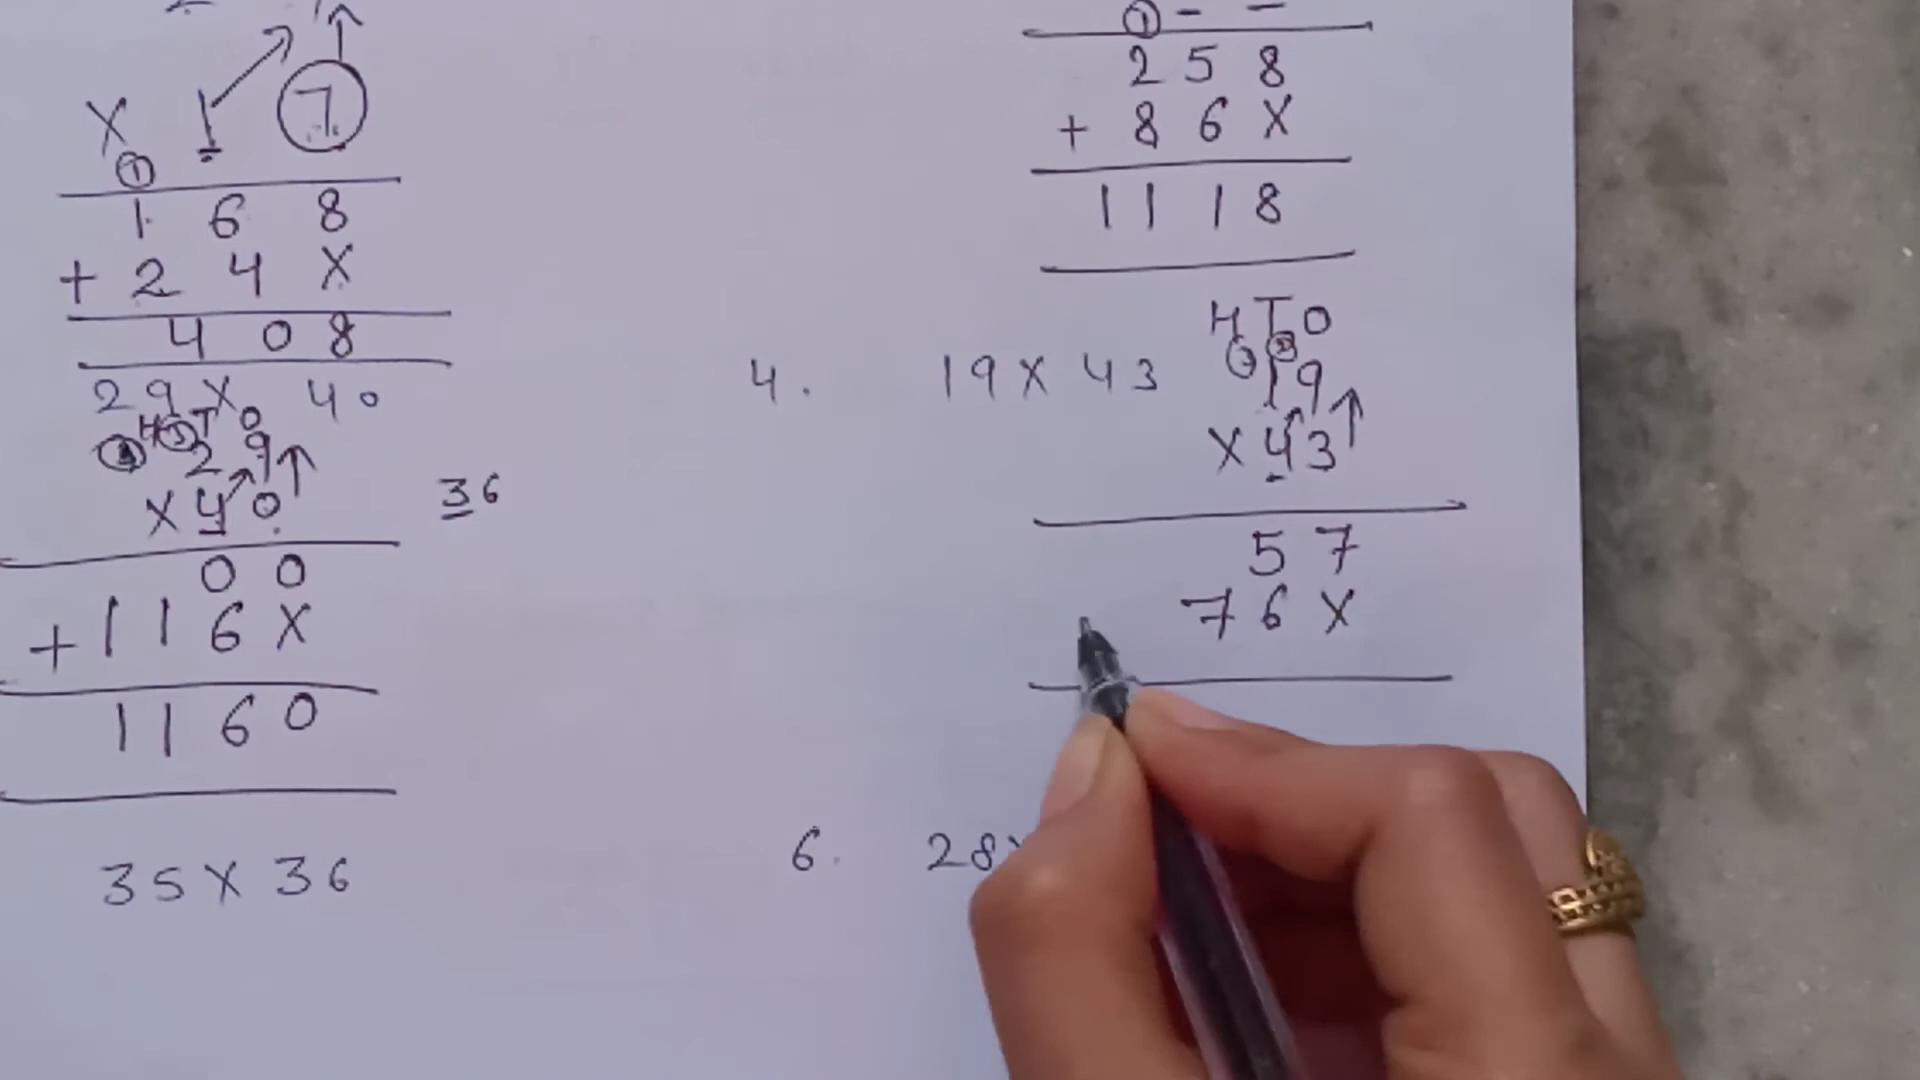 X 1 7
1
1 6 8
+ 2 4 X
4 0 8
29 X 40
H T O
2 9
X 4 0
0 0
+ 1 1 6 X
1 1 6 0
35 X 36
36
1
2 5 8
+ 8 6 X
1 1 1 8
4. 19 X 43
H T O
1 9
X 4 3
5 7
7 6 X
6. 28